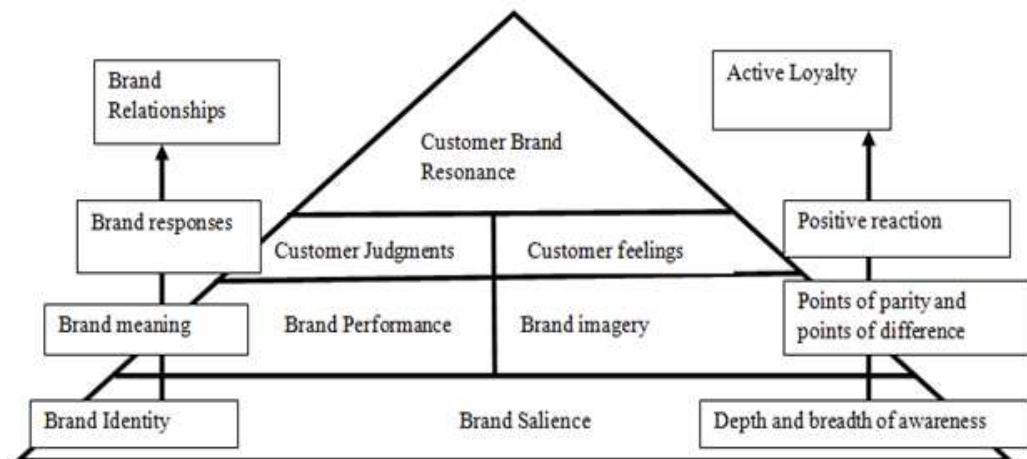 Brand
Relationships
Active Loyalty
Customer Brand
Resonance
Brand responses
Positive reaction
Customer Judgments
Customer feelings
Brand meaning
Brand Performance
Brand imagery
Points of parity and
points of difference
Brand Identity
Brand Salience
Depth and breadth of awareness